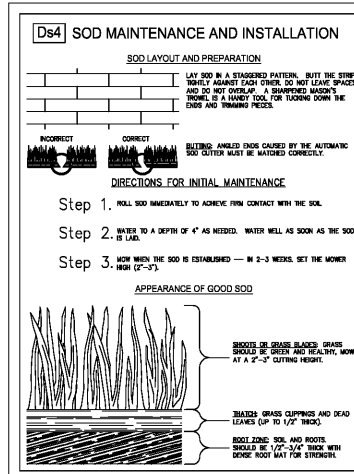 Ds4 SOD MAINTENANCE AND INSTALLATION
SOD LAYOUT AND PREPARATION
LAY SOD IN A STAGGERED PATTERN. BUTT THE STRIPS
TIGHTLY AGAINST EACH OTHER. DO NOT LEAVE SPACES
AND DO NOT OVERLAP. A SHARPENED MASON'S
TROWEL IS A HANDY TOOL FOR TUCKING DOWN THE
ENDS AND TRIMMING PIECES.
INCORRECT
CORRECT
BUTTING: ANGLED ENDS CAUSED BY THE AUTOMATIC
SOD CUTTER MUST BE MATCHED CORRECTLY.
DIRECTIONS FOR INITIAL MAINTENANCE
Step 1. ROLL SOD IMMEDIATELY TO ACHIEVE FIRM CONTACT WITH THE SOIL.
Step 2. WATER TO A DEPTH OF 4" AS NEEDED. WATER WELL AS SOON AS THE SOD
IS LAID.
Step 3. MOW WHEN THE SOD IS ESTABLISHED — IN 2-3 WEEKS. SET THE MOWER
HIGH (2"-3").
APPEARANCE OF GOOD SOD
SHOOTS OR GRASS BLADES: GRASS
SHOULD BE GREEN AND HEALTHY, MOW
AT A 2"-3" CUTTING HEIGHT.
THATCH: GRASS CLIPPINGS AND DEAD
LEAVES (UP TO 1/2" THICK).
ROOT ZONE: SOIL AND ROOTS.
SHOULD BE 1/2"-3/4" THICK WITH
DENSE ROOT MAT FOR STRENGTH.